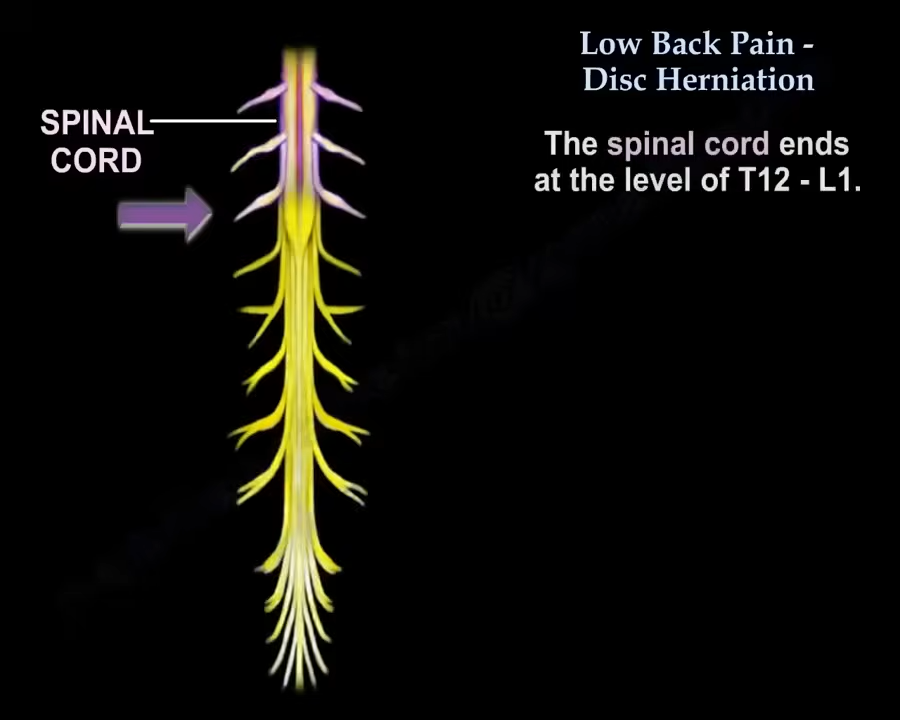 Low Back Pain -
Disc Herniation
SPINAL
CORD
The spinal cord ends
at the level of T12 - L1.